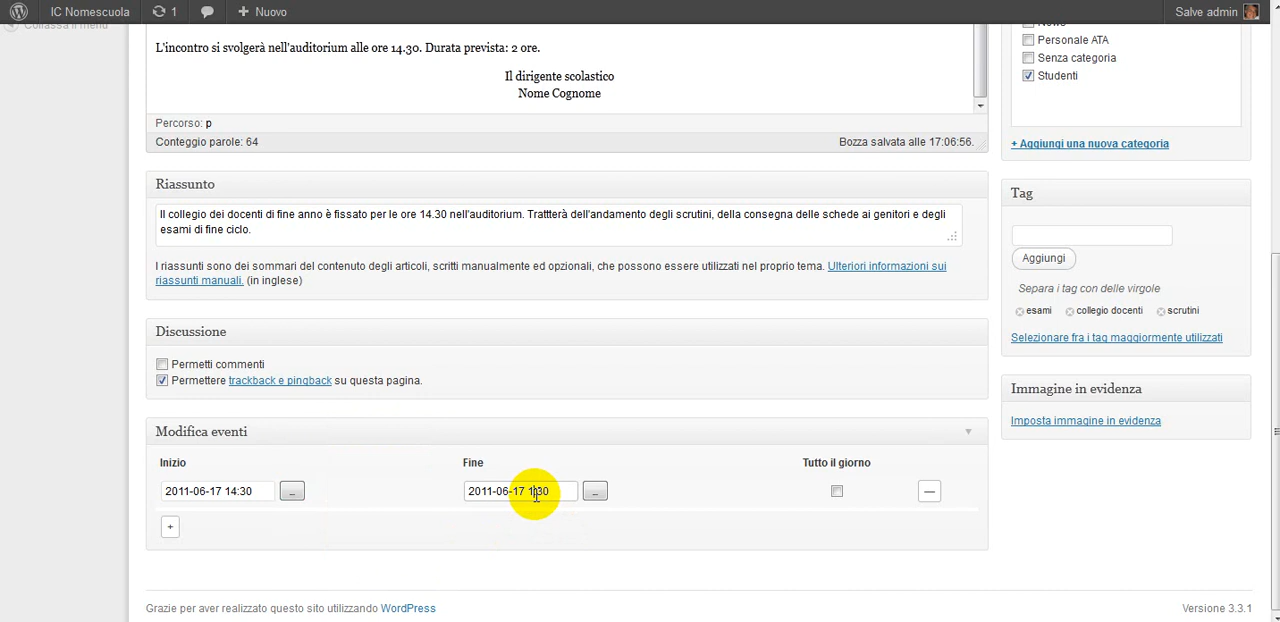 IC Nomescuola 1 Nuovo Salve admin
Collassa il menu
News
Personale ATA
Senza categoria
Studenti
+ Aggiungi una nuova categoria
L'incontro si svolgerà nell'auditorium alle ore 14.30. Durata prevista: 2 ore.
Il dirigente scolastico
Nome Cognome
Percorso: p
Conteggio parole: 64 Bozza salvata alle 17:06:56.
Riassunto
Il collegio dei docenti di fine anno è fissato per le ore 14.30 nell'auditorium. Trattterà dell'andamento degli scrutini, della consegna delle schede ai genitori e degli
esami di fine ciclo.
I riassunti sono dei sommari del contenuto degli articoli, scritti manualmente ed opzionali, che possono essere utilizzati nel proprio tema. Ulteriori informazioni sui
riassunti manuali. (in inglese)
Tag
Aggiungi
Separa i tag con delle virgole
esami collegio docenti scrutini
Selezionare fra i tag maggiormente utilizzati
Discussione
Permetti commenti
Permettere trackback e pingback su questa pagina.
Immagine in evidenza
Imposta immagine in evidenza
Modifica eventi
Inizio Fine Tutto il giorno
2011-06-17 14:30 ... 2011-06-17 1:30 ... —
+
Grazie per aver realizzato questo sito utilizzando WordPress Versione 3.3.1